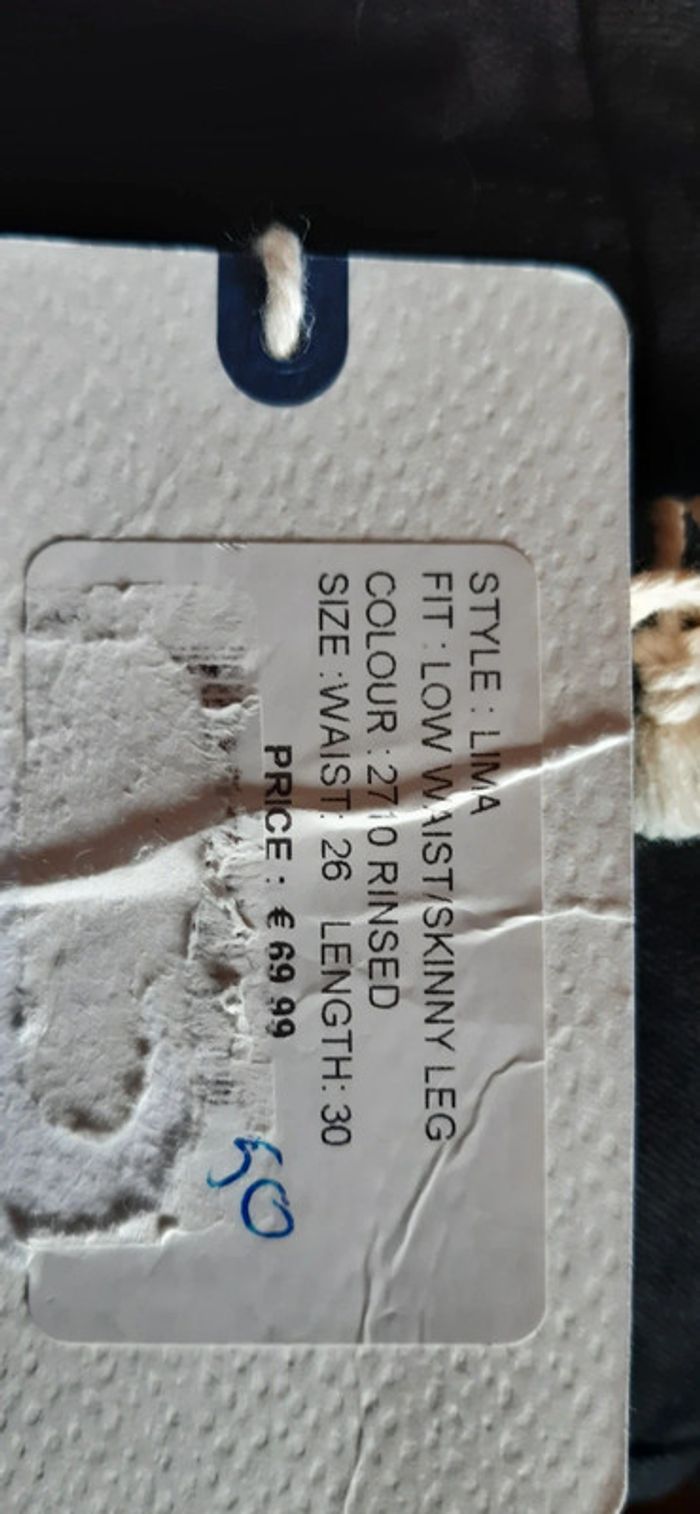 STYLE : LIMA
FIT : LOW WAIST/SKINNY LEG
COLOUR : 2710 RINSED
SIZE :WAIST: 26 LENGTH: 30
PRICE : € 69.99
50